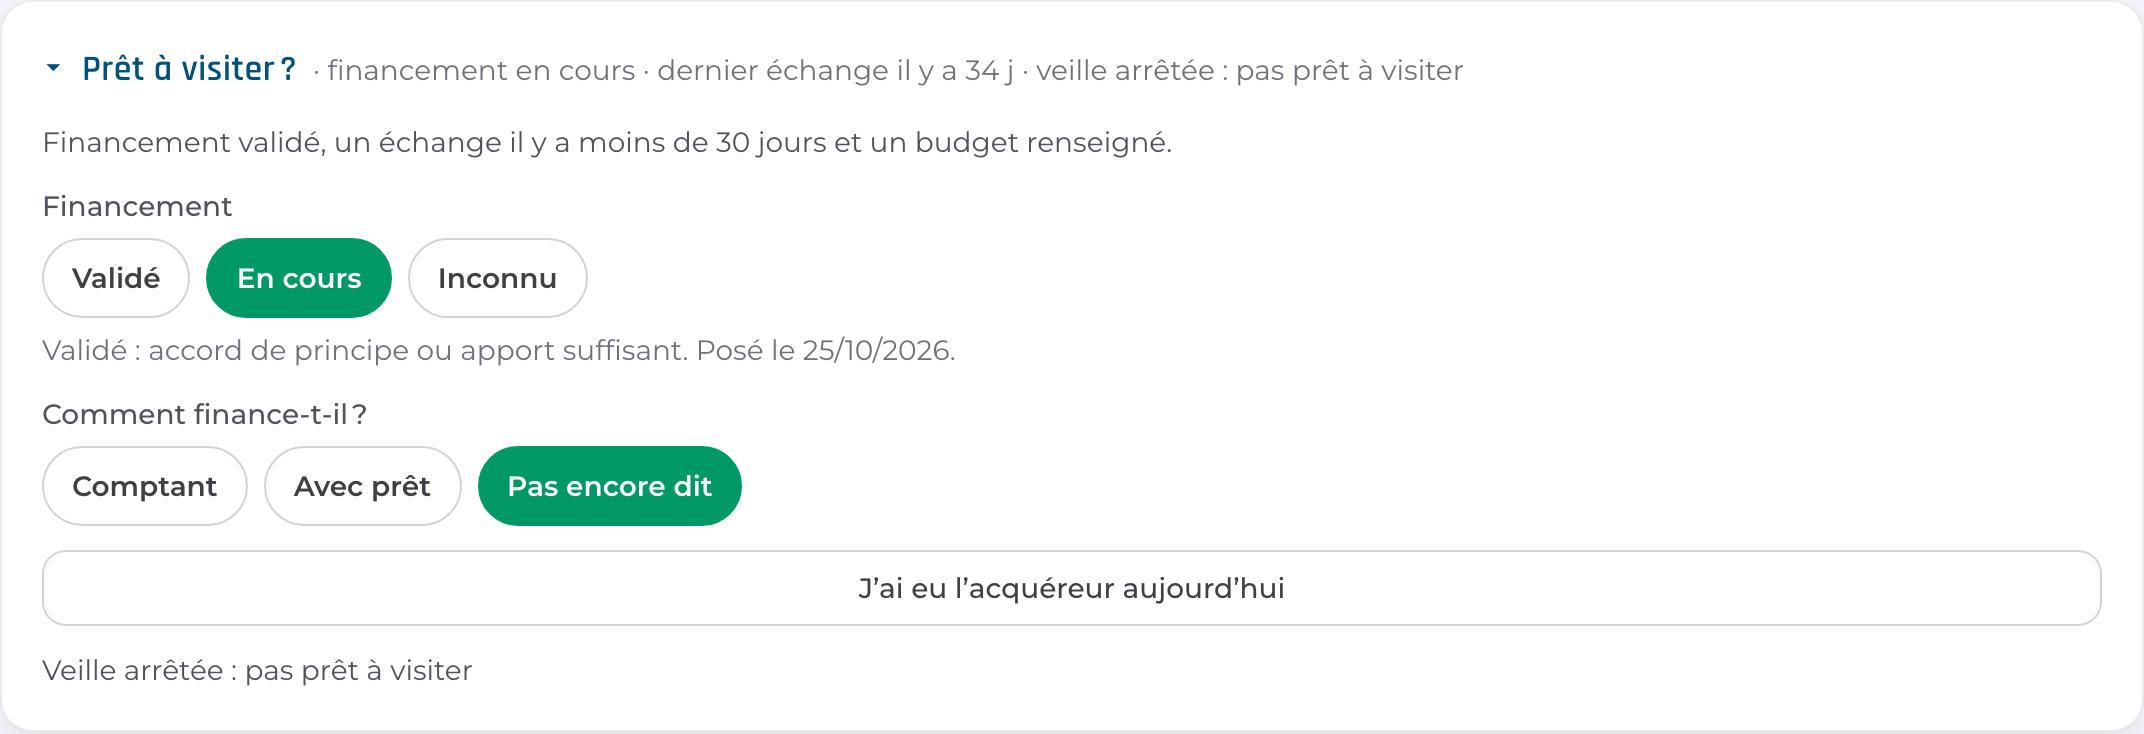 Prêt à visiter ? · financement en cours · dernier échange il y a 34 j · veille arrêtée : pas prêt à visiter
Financement validé, un échange il y a moins de 30 jours et un budget renseigné.
Financement
Validé En cours Inconnu
Validé : accord de principe ou apport suffisant. Posé le 25/10/2026.
Comment finance-t-il ?
Comptant Avec prêt Pas encore dit
J’ai eu l’acquéreur aujourd’hui
Veille arrêtée : pas prêt à visiter